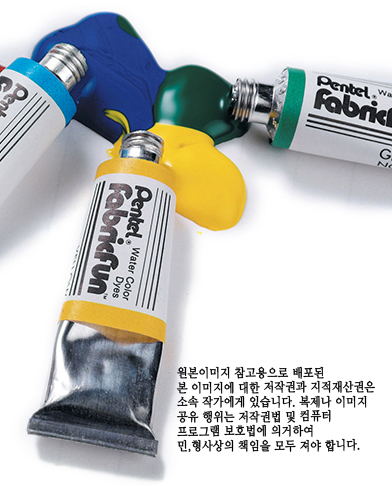 Pentel
Pentel® Wa
Fabric
G
Pentel®
Fabricfun™
Water Color
Dyes
원본이미지 참고용으로 배포된
본 이미지에 대한 저작권과 지적재산권은
소속 작가에게 있습니다. 복제나 이미지
공유 행위는 저작권법 및 컴퓨터
프로그램 보호법에 의거하여
민,형사상의 책임을 모두 져야 합니다.